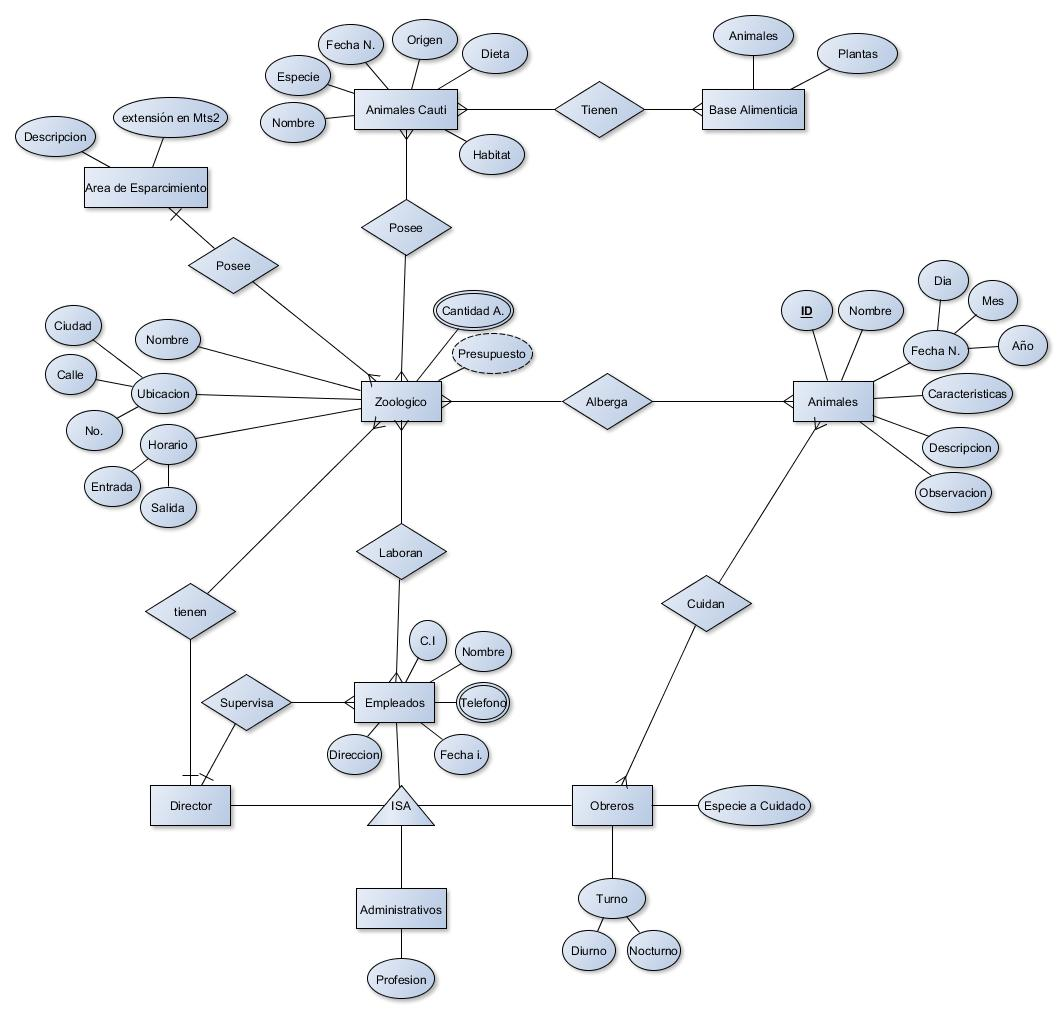 Animales
Origen
Fecha N.
Dieta
Plantas
Especie
Animales Cauti
Tienen
Base Alimenticia
extensión en Mts2
Nombre
Descripcion
Habitat
Area de Esparcimiento
Posee
Posee
Dia
Mes
Cantidad A.
ID
Nombre
Ciudad
Nombre
Año
Fecha N.
Presupuesto
Calle
Ubicacion
Caracteristicas
Zoologico
Alberga
Animales
No.
Horario
Descripcion
Entrada
Observacion
Salida
Laboran
Cuidan
tienen
C.I
Nombre
Supervisa
Empleados
Telefono
Direccion
Fecha i.
Director
ISA
Obreros
Especie a Cuidado
Turno
Administrativos
Diurno
Nocturno
Profesion